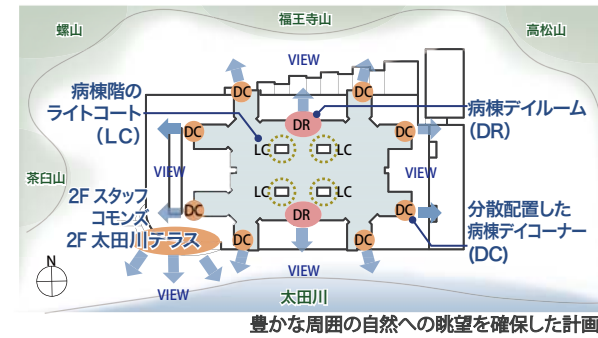 螺山
福王寺山
高松山
VIEW
病棟階の
ライトコート
(LC)
DC
DC
病棟デイルーム
(DR)
DR
DC
DC
LC
LC
茶臼山
VIEW
VIEW
2F スタッフ
コモンズ
2F 太田川テラス
LC
LC
DC
DC
DR
分散配置した
病棟デイコーナー
(DC)
DC
DC
N
VIEW
VIEW
太田川
豊かな周囲の自然への眺望を確保した計画